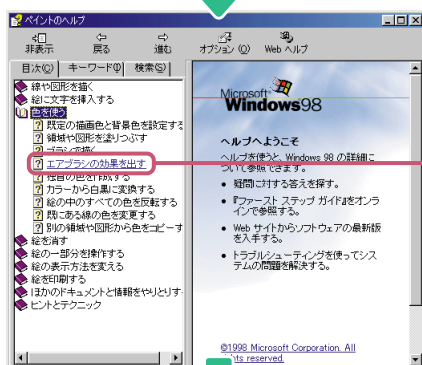 ペイントのヘルプ
非表示 戻る 進む オプション(O) Web ヘルプ
目次(C) キーワード(N) 検索(S)
線や図形を描く
絵に文字を挿入する
色を使う
既定の描画色と背景色を設定する
領域や図形を塗りつぶす
ブラシで描く
エアブラシの効果を出す
独自の色を作成する
カラーから白黒に変換する
絵の中のすべての色を反転する
既にある線の色を変更する
別の領域や図形から色をコピーす
絵を消す
絵の一部分を操作する
絵の表示方法を変える
絵を印刷する
ほかのドキュメントと情報をやりとりす
ヒントとテクニック
Microsoft
Windows98
ヘルプへようこそ
ヘルプを使うと、Windows 98 の詳細に
ついて参照できます。
• 疑問に対する答えを探す。
• 『ファースト ステップ ガイド』をオンラ
インで参照する。
• Web サイトからソフトウェアの最新版
を入手する。
• トラブルシューティングを使ってシス
テムの問題を解決する。
©1998 Microsoft Corporation. All
reserved.